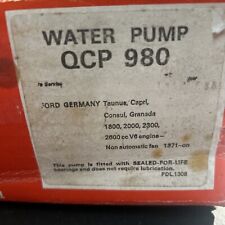 WATER PUMP
QCP 980
FORD GERMANY Taunus, Capri,
Consul, Granada
1800, 2000, 2300,
2600 cc V6 engine—
Non automatic fan 1971-on
This pump is fitted with SEALED-FOR-LIFE
bearings and does not require lubrication.
FDL1308